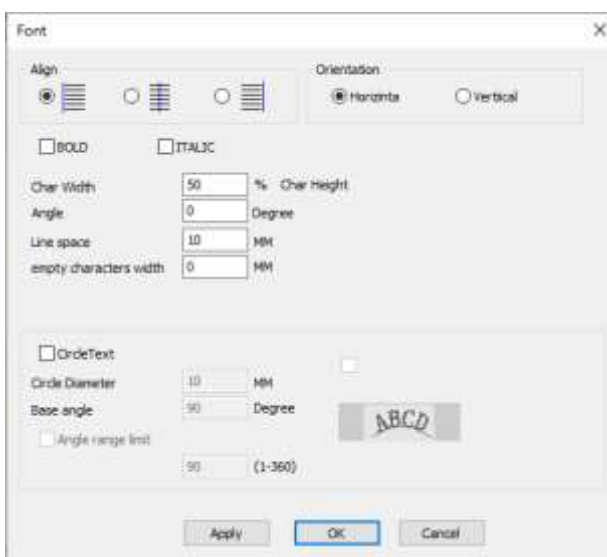 Font
Align
Orientation
Horizinta
Vertical
BOLD
ITALIC
Char Width
50
% Char Height
Angle
0
Degree
Line space
10
MM
empty characters width
0
MM
CircleText
Circle Diameter
10
MM
Base angle
90
Degree
ABCD
Angle range limit
90
(1-360)
Apply
OK
Cancel